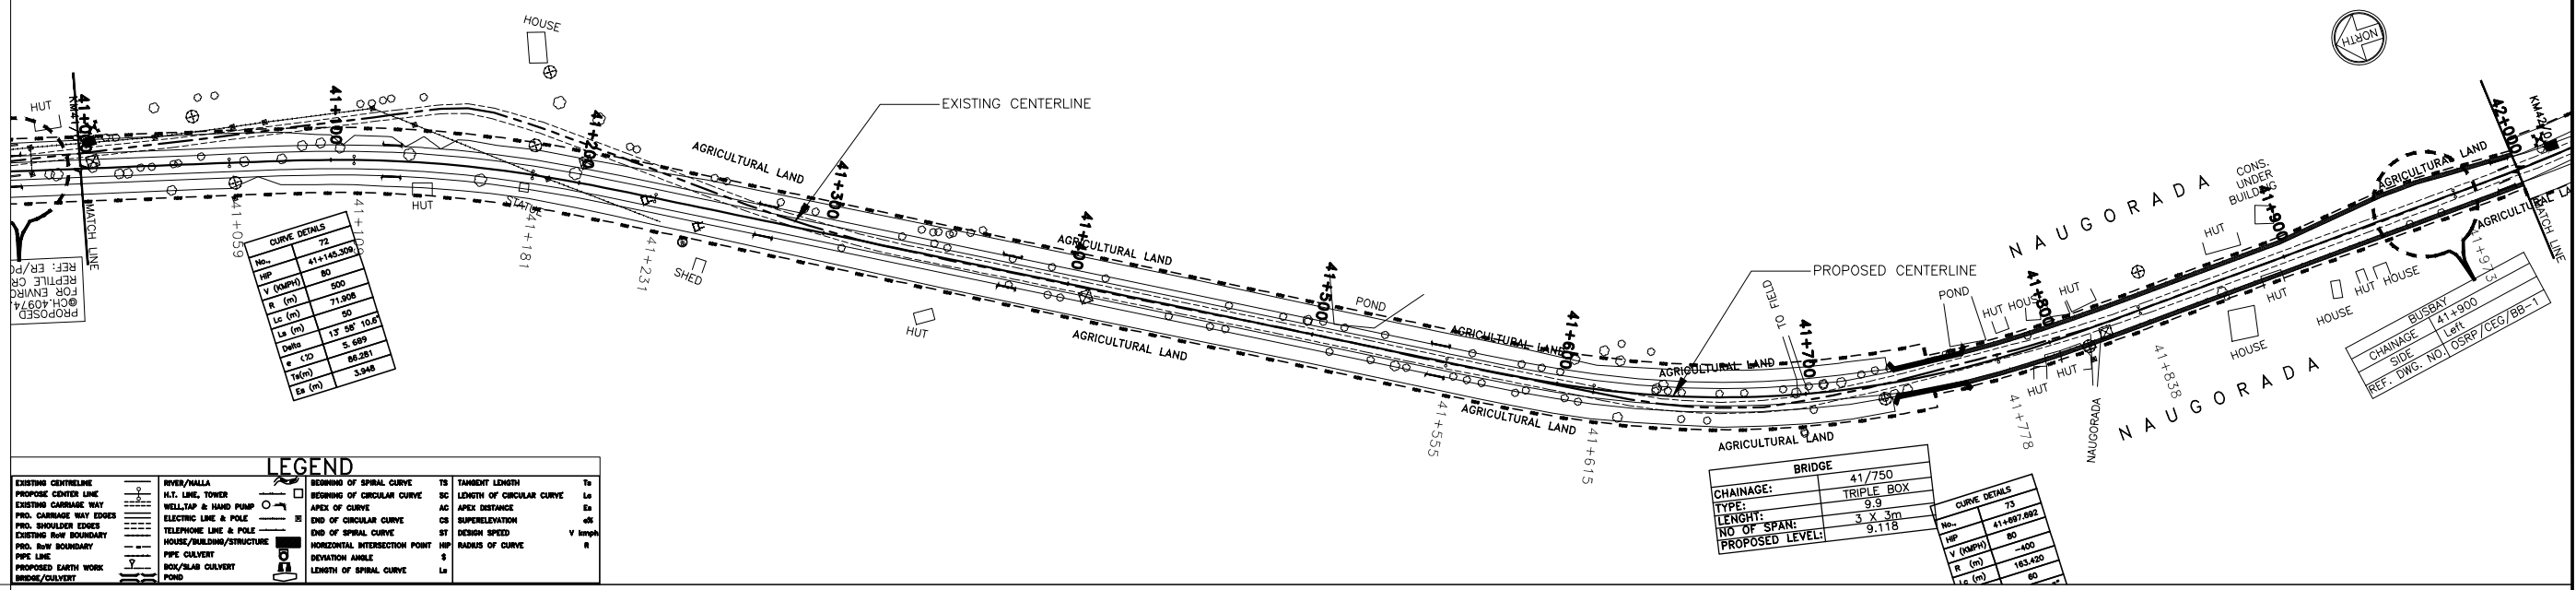 HOUSE
NORTH
HUT
41+000
41+100
41+200
41+300
41+400
41+500
41+600
41+700
41+800
41+900
42+000
EXISTING CENTERLINE
PROPOSED CENTERLINE
MATCH LINE
MATCH LINE
AGRICULTURAL LAND
AGRICULTURAL LAND
AGRICULTURAL LAND
AGRICULTURAL LAND
AGRICULTURAL LAND
AGRICULTURAL LAND
AGRICULTURAL LAND
AGRICULTURAL LAND
AGRICULTURAL LA
HUT
STATUE
SHED
HUT
POND
TO FIELD
POND
HUT
HUT
HUT
CONS.
UNDER
BUILDING
NAUGORADA
NAUGORADA
NAUGORADA
HUT
HUT
HUT
HOUSE
HOUSE
HUT
HOUSE
41+059
41+181
41+231
41+555
41+615
41+778
41+838
PROPOSED
@CH.40974
FOR ENVIRO
REPTILE CR
REF: ER/PC
CURVE DETAILS
No., 72
HIP 41+145.309
V (KMPH) 80
R (m) 500
Lc (m) 71.908
Ls (m) 50
Delta 13° 58' 10.6"
e 5.689
Ts(m) 86.281
Es (m) 3.948
BRIDGE
CHAINAGE: 41/750
TYPE: TRIPLE BOX
LENGHT: 9.9
NO OF SPAN: 3 X 3m
PROPOSED LEVEL: 9.118
CURVE DETAILS
No., 73
HIP 41+697.692
V (KMPH) 80
R (m) -400
Lc (m) 163.420
60
BUSBAY
CHAINAGE 41+900
SIDE Left
REF. DWG. NO. OSRP/CEG/BB-1
LEGEND
EXISTING CENTRELINE
PROPOSE CENTER LINE
EXISTING CARRIAGE WAY
PRO. CARRIAGE WAY EDGES
PRO. SHOULDER EDGES
EXISTING RoW BOUNDARY
PRO. RoW BOUNDARY
PIPE LINE
PROPOSED EARTH WORK
BRIDGE/CULVERT
RIVER/NALLA
H.T. LINE, TOWER
WELL,TAP & HAND PUMP
ELECTRIC LINE & POLE
TELEPHONE LINE & POLE
HOUSE/BUILDING/STRUCTURE
PIPE CULVERT
BOX/SLAB CULVERT
POND
BEGINING OF SPIRAL CURVE TS
BEGINING OF CIRCULAR CURVE SC
APEX OF CURVE AC
END OF CIRCULAR CURVE CS
END OF SPIRAL CURVE ST
HORIZONTAL INTERSECTION POINT HIP
DEVIATION ANGLE $
LENGTH OF SPIRAL CURVE Ls
TANGENT LENGTH Ts
LENGTH OF CIRCULAR CURVE Lc
APEX DISTANCE Es
SUPERELEVATION e%
DESIGN SPEED V kmph
RADIUS OF CURVE R